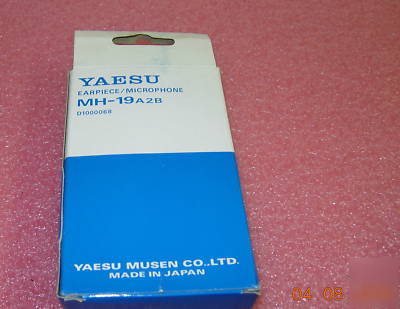 YAESU
EARPIECE/MICROPHONE
MH-19A2B
D1000068
YAESU MUSEN CO.,LTD.
MADE IN JAPAN
04 08